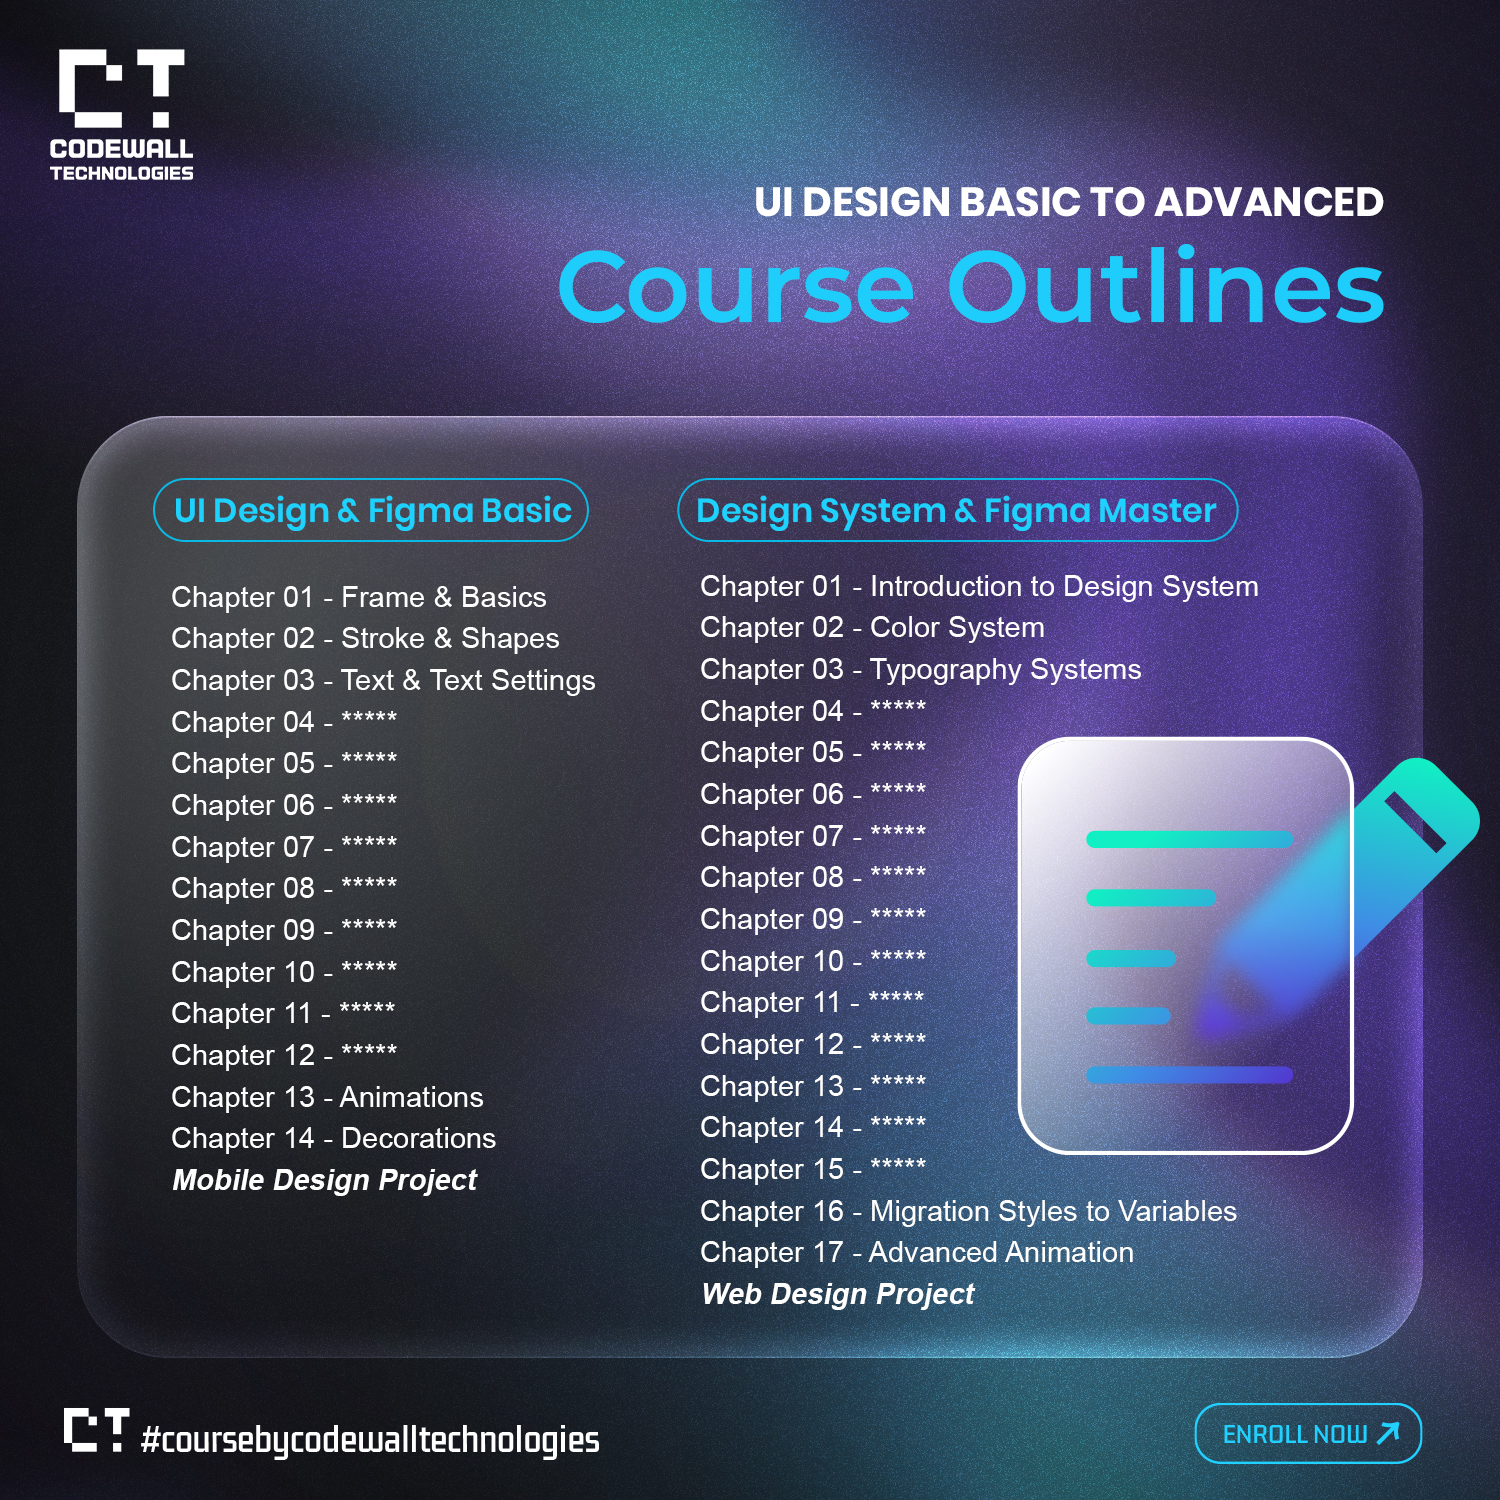 CT
CODEWALL
TECHNOLOGIES
UI DESIGN BASIC TO ADVANCED
Course Outlines
UI Design & Figma Basic
Chapter 01 - Frame & Basics
Chapter 02 - Stroke & Shapes
Chapter 03 - Text & Text Settings
Chapter 04 - *****
Chapter 05 - *****
Chapter 06 - *****
Chapter 07 - *****
Chapter 08 - *****
Chapter 09 - *****
Chapter 10 - *****
Chapter 11 - *****
Chapter 12 - *****
Chapter 13 - Animations
Chapter 14 - Decorations
Mobile Design Project
Design System & Figma Master
Chapter 01 - Introduction to Design System
Chapter 02 - Color System
Chapter 03 - Typography Systems
Chapter 04 - *****
Chapter 05 - *****
Chapter 06 - *****
Chapter 07 - *****
Chapter 08 - *****
Chapter 09 - *****
Chapter 10 - *****
Chapter 11 - *****
Chapter 12 - *****
Chapter 13 - *****
Chapter 14 - *****
Chapter 15 - *****
Chapter 16 - Migration Styles to Variables
Chapter 17 - Advanced Animation
Web Design Project
CT #coursebycodewalltechnologies
ENROLL NOW